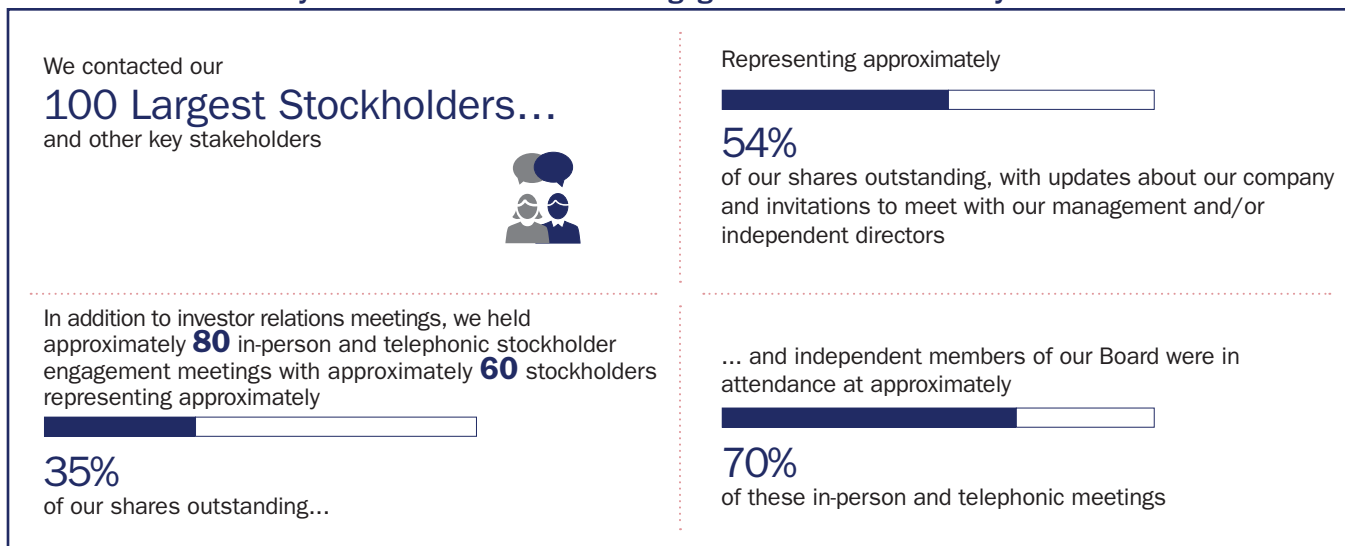 We contacted our
100 Largest Stockholders...
and other key stakeholders
Representing approximately
54%
of our shares outstanding, with updates about our company
and invitations to meet with our management and/or
independent directors
In addition to investor relations meetings, we held
approximately 80 in-person and telephonic stockholder
engagement meetings with approximately 60 stockholders
representing approximately
35%
of our shares outstanding...
... and independent members of our Board were in
attendance at approximately
70%
of these in-person and telephonic meetings